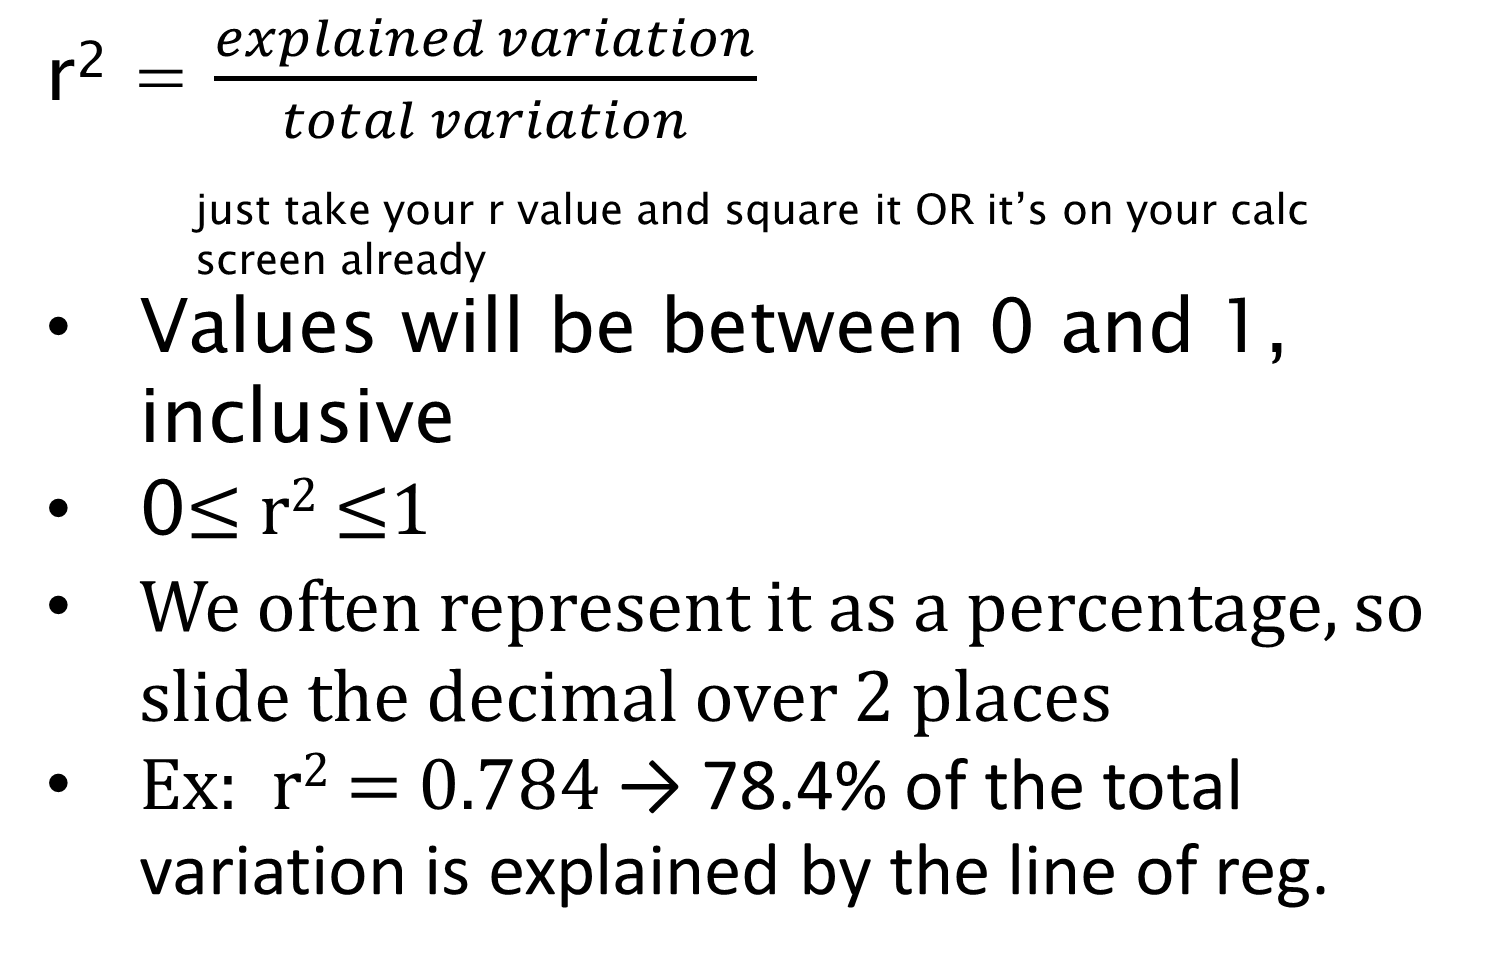 r² = explained variation / total variation
just take your r value and square it OR it’s on your calc
screen already
• Values will be between 0 and 1,
inclusive
• 0≤ r² ≤1
• We often represent it as a percentage, so
slide the decimal over 2 places
• Ex: r² = 0.784 → 78.4% of the total
variation is explained by the line of reg.